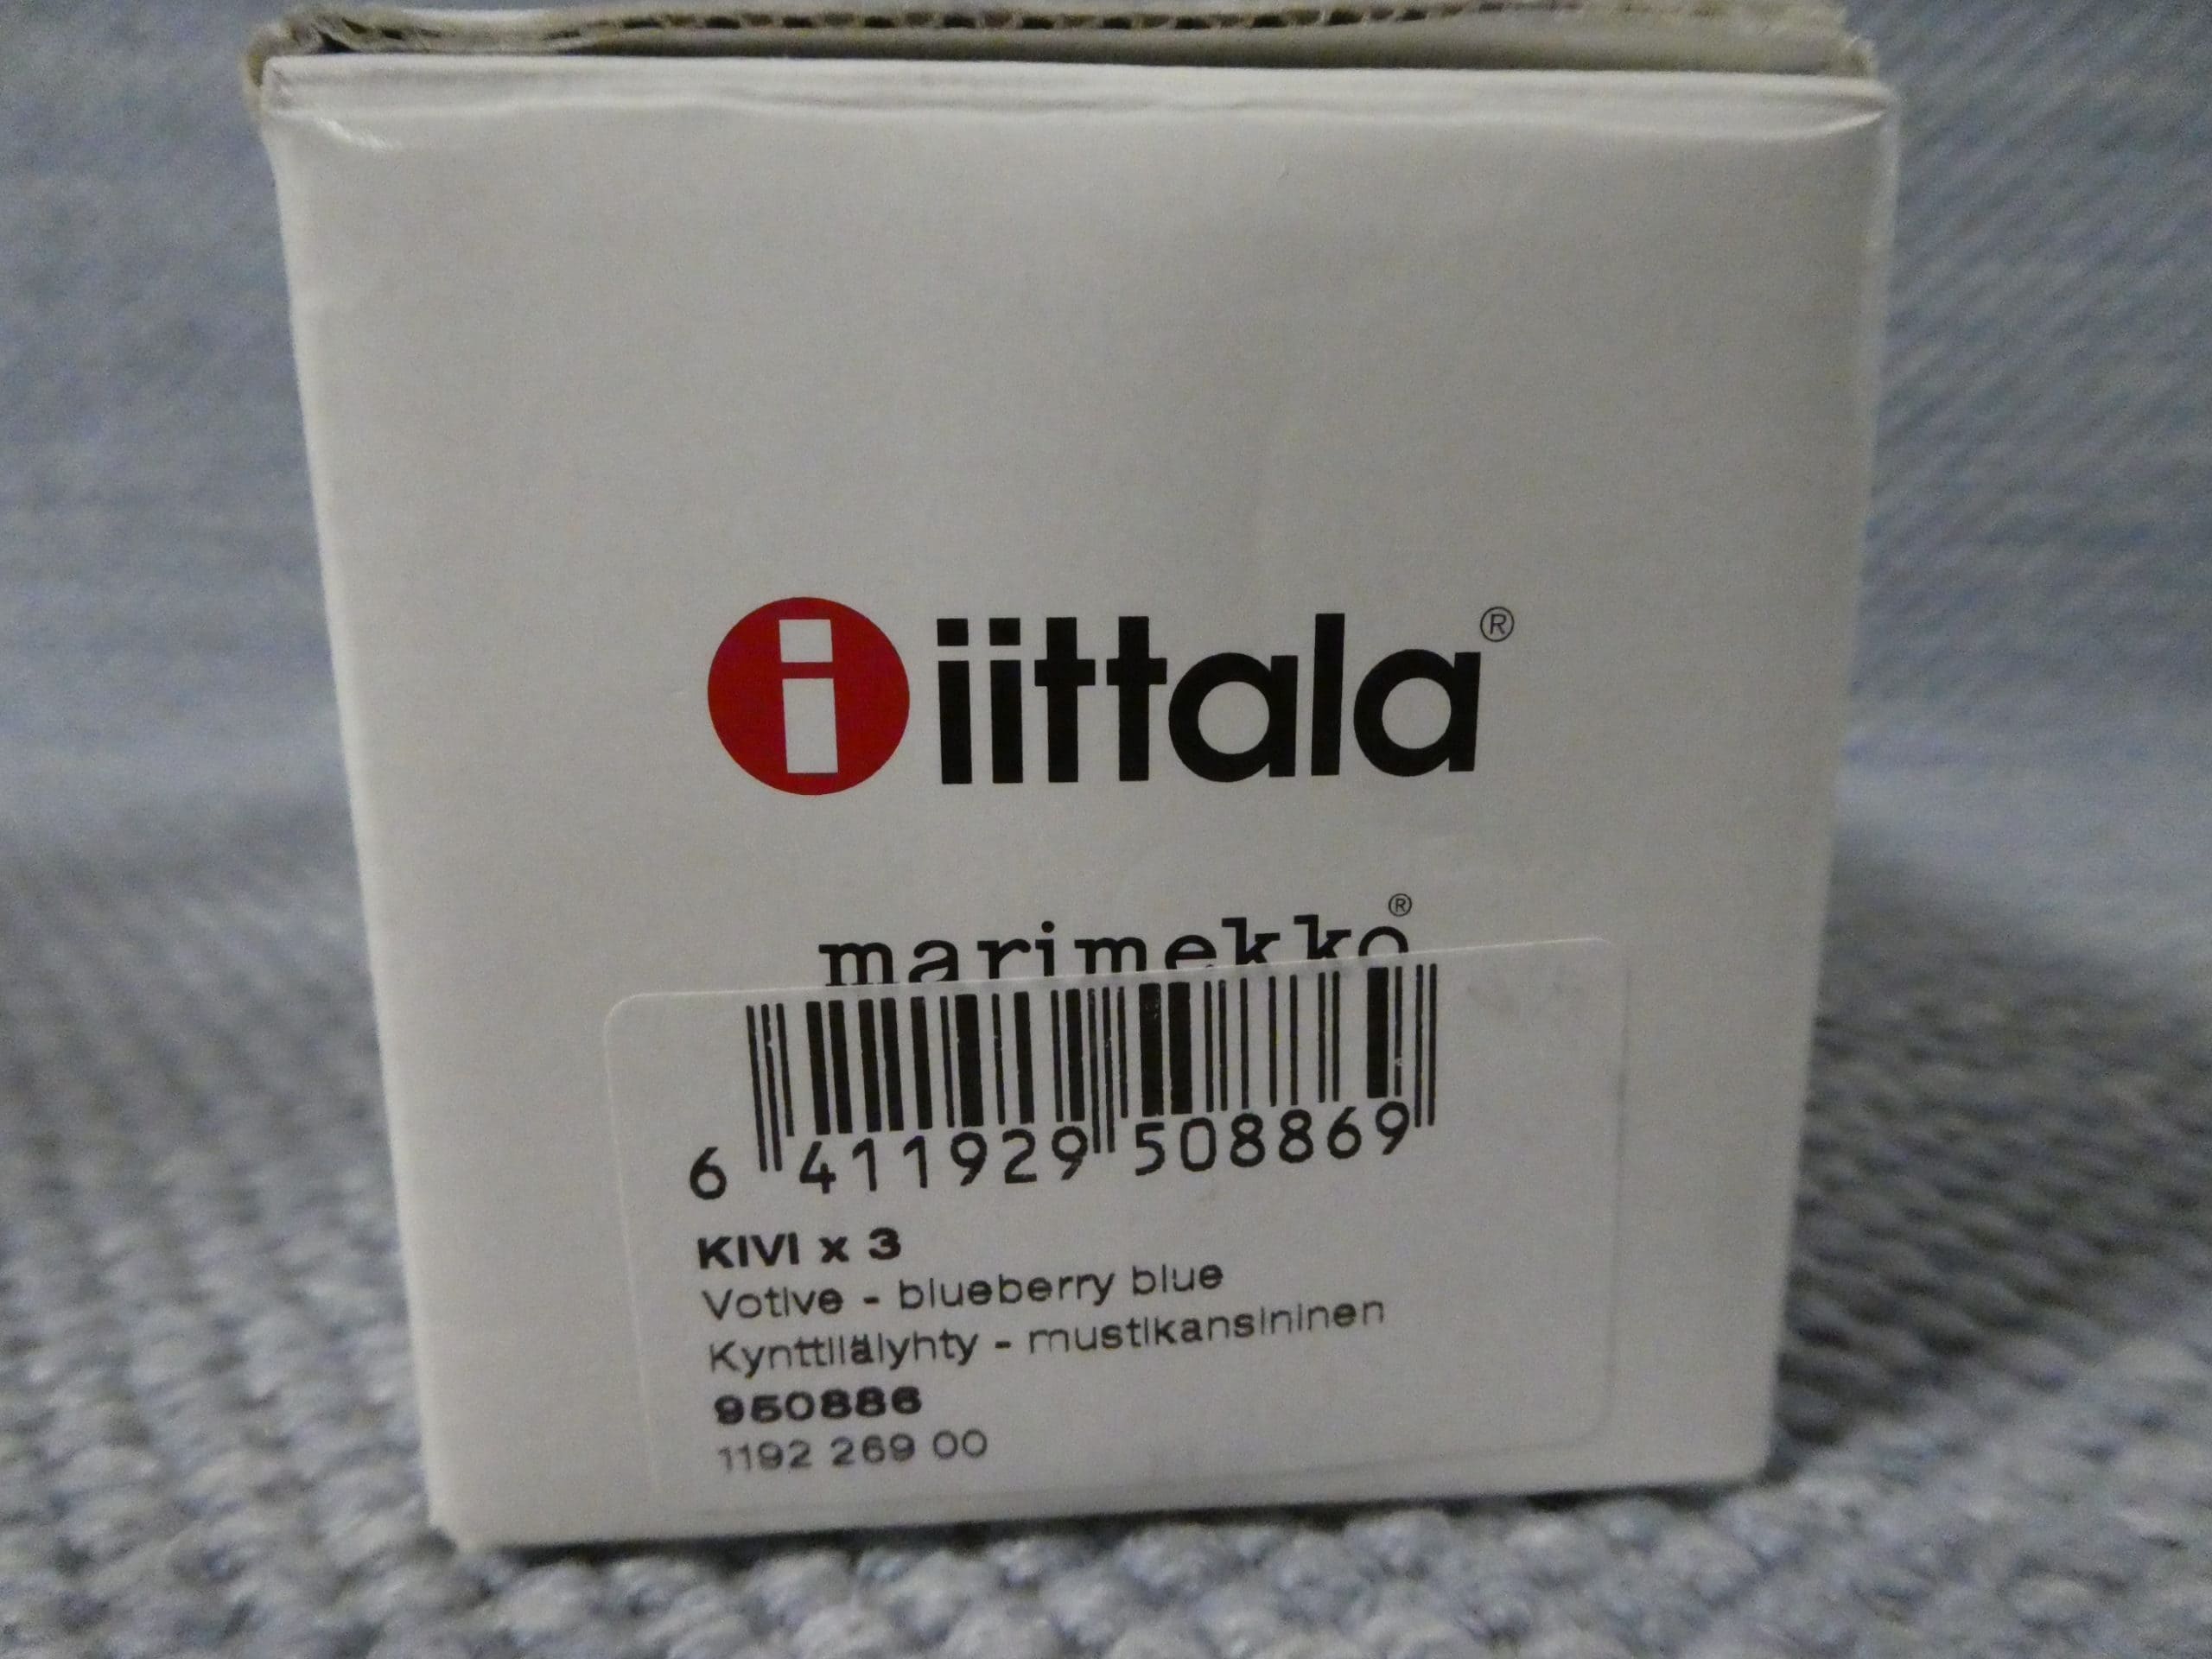 i iittala®
marimekko®
6 411929 508869
KIVI x 3
Votive - blueberry blue
Kynttilälyhty - mustikansininen
950886
1192 269 00